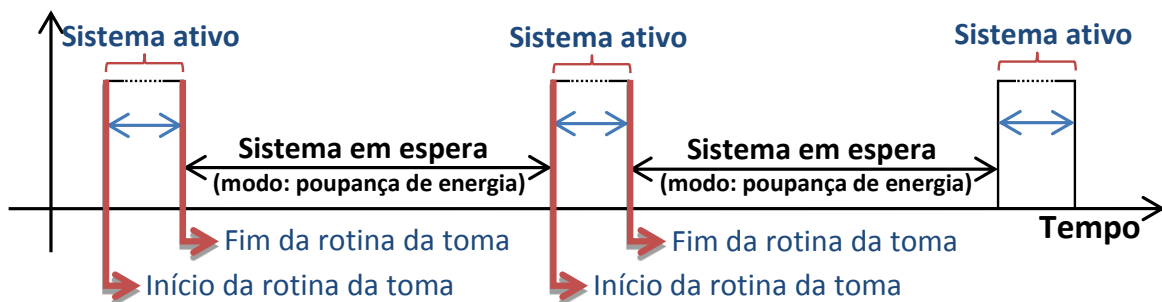 Sistema ativo
Sistema ativo
Sistema ativo
Sistema em espera
(modo: poupança de energia)
Sistema em espera
(modo: poupança de energia)
Tempo
Fim da rotina da toma
Fim da rotina da toma
Início da rotina da toma
Início da rotina da toma